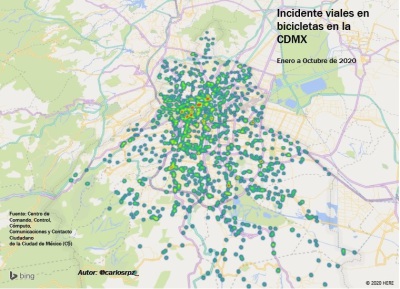 Incidente viales en
bicicletas en la
CDMX
Enero a Octubre de 2020
Fuente: Centro de
Comando, Control,
Cómputo,
Comunicaciones y Contacto
Ciudadano
de la Ciudad de México (C5)
bing
Autor: @carlosrpz_
© 2020 HERE